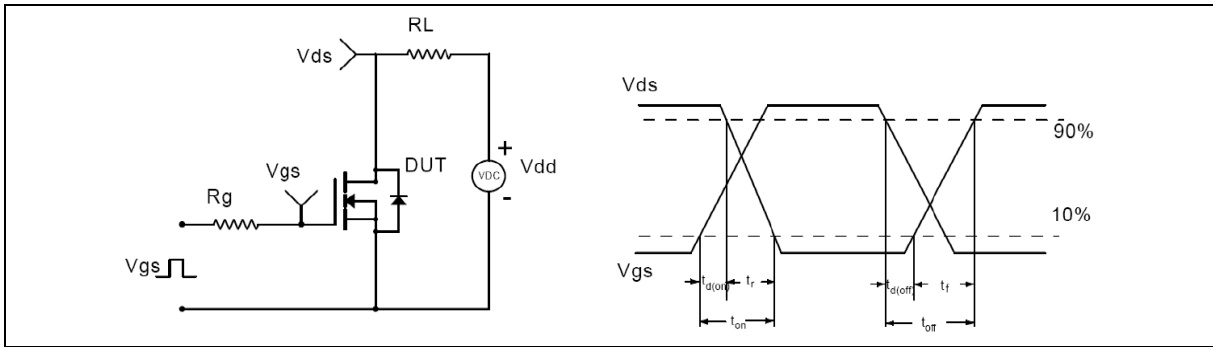 RL
Vds
Vgs
DUT
Rg
+
VDC
Vdd
-
Vgs
Vds
90%
10%
Vgs
td(on)
tr
td(off)
tf
ton
toff